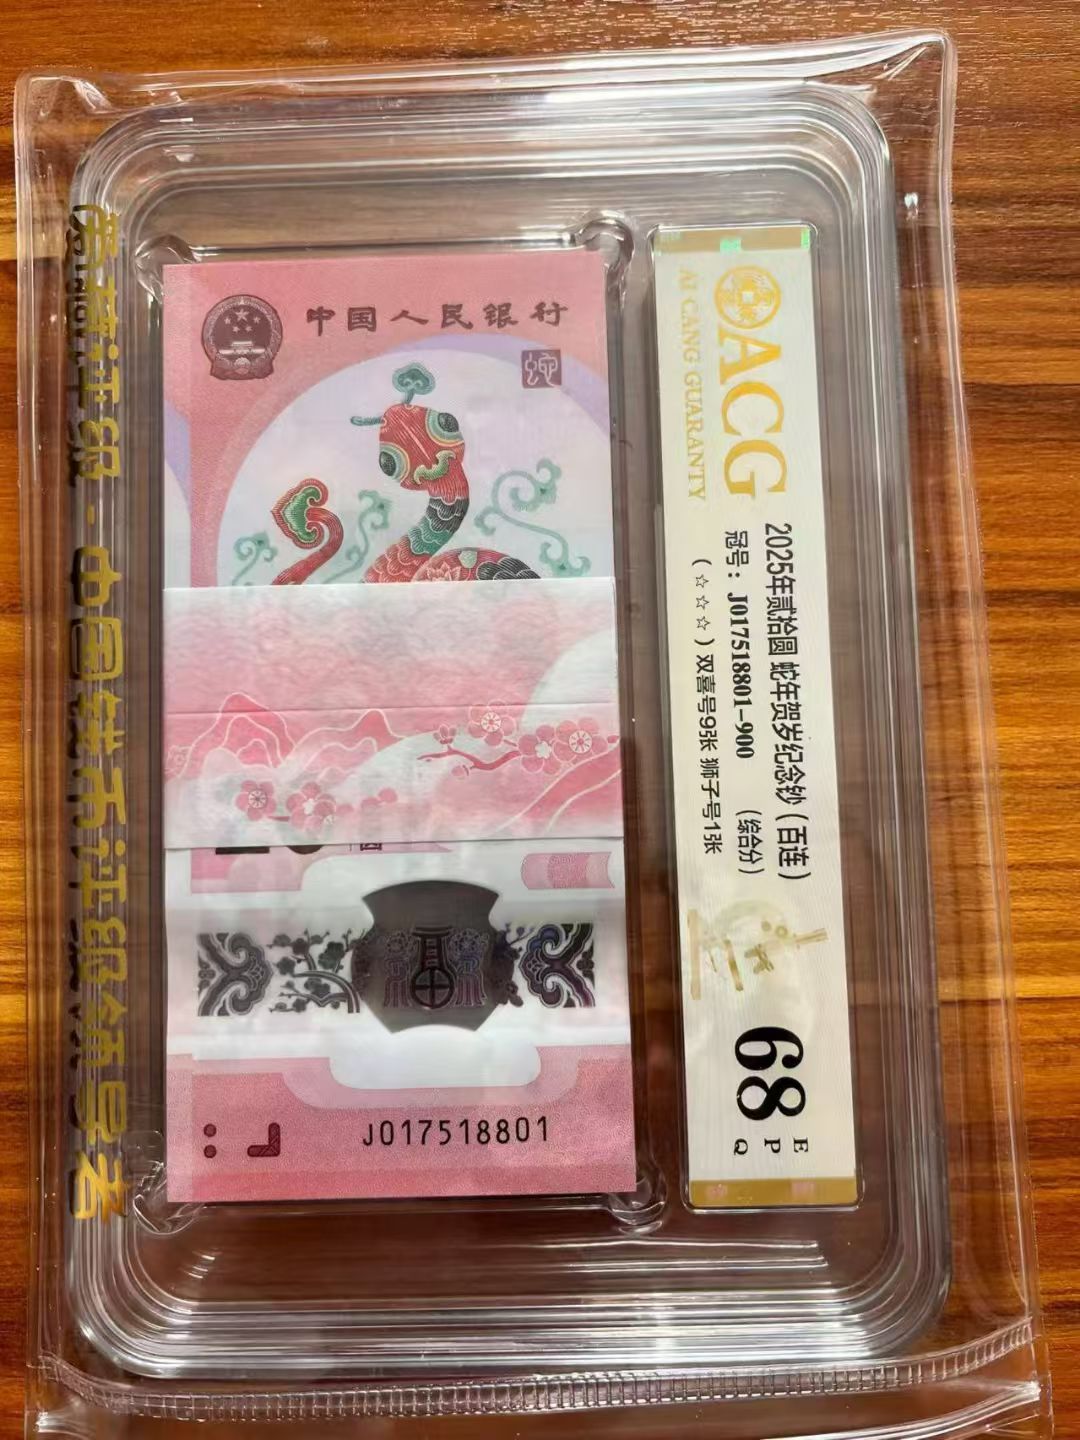 爱藏评级·中国钱币评级领导者
中国人民银行
蛇
J017518801
ACG
AI CANG GUARANTY
2025年贰拾圆 蛇年贺岁纪念钞（百连）
冠号：J017518801-900 （综合分）
（☆☆☆）双喜号9张 狮子号1张
68
E
P
Q